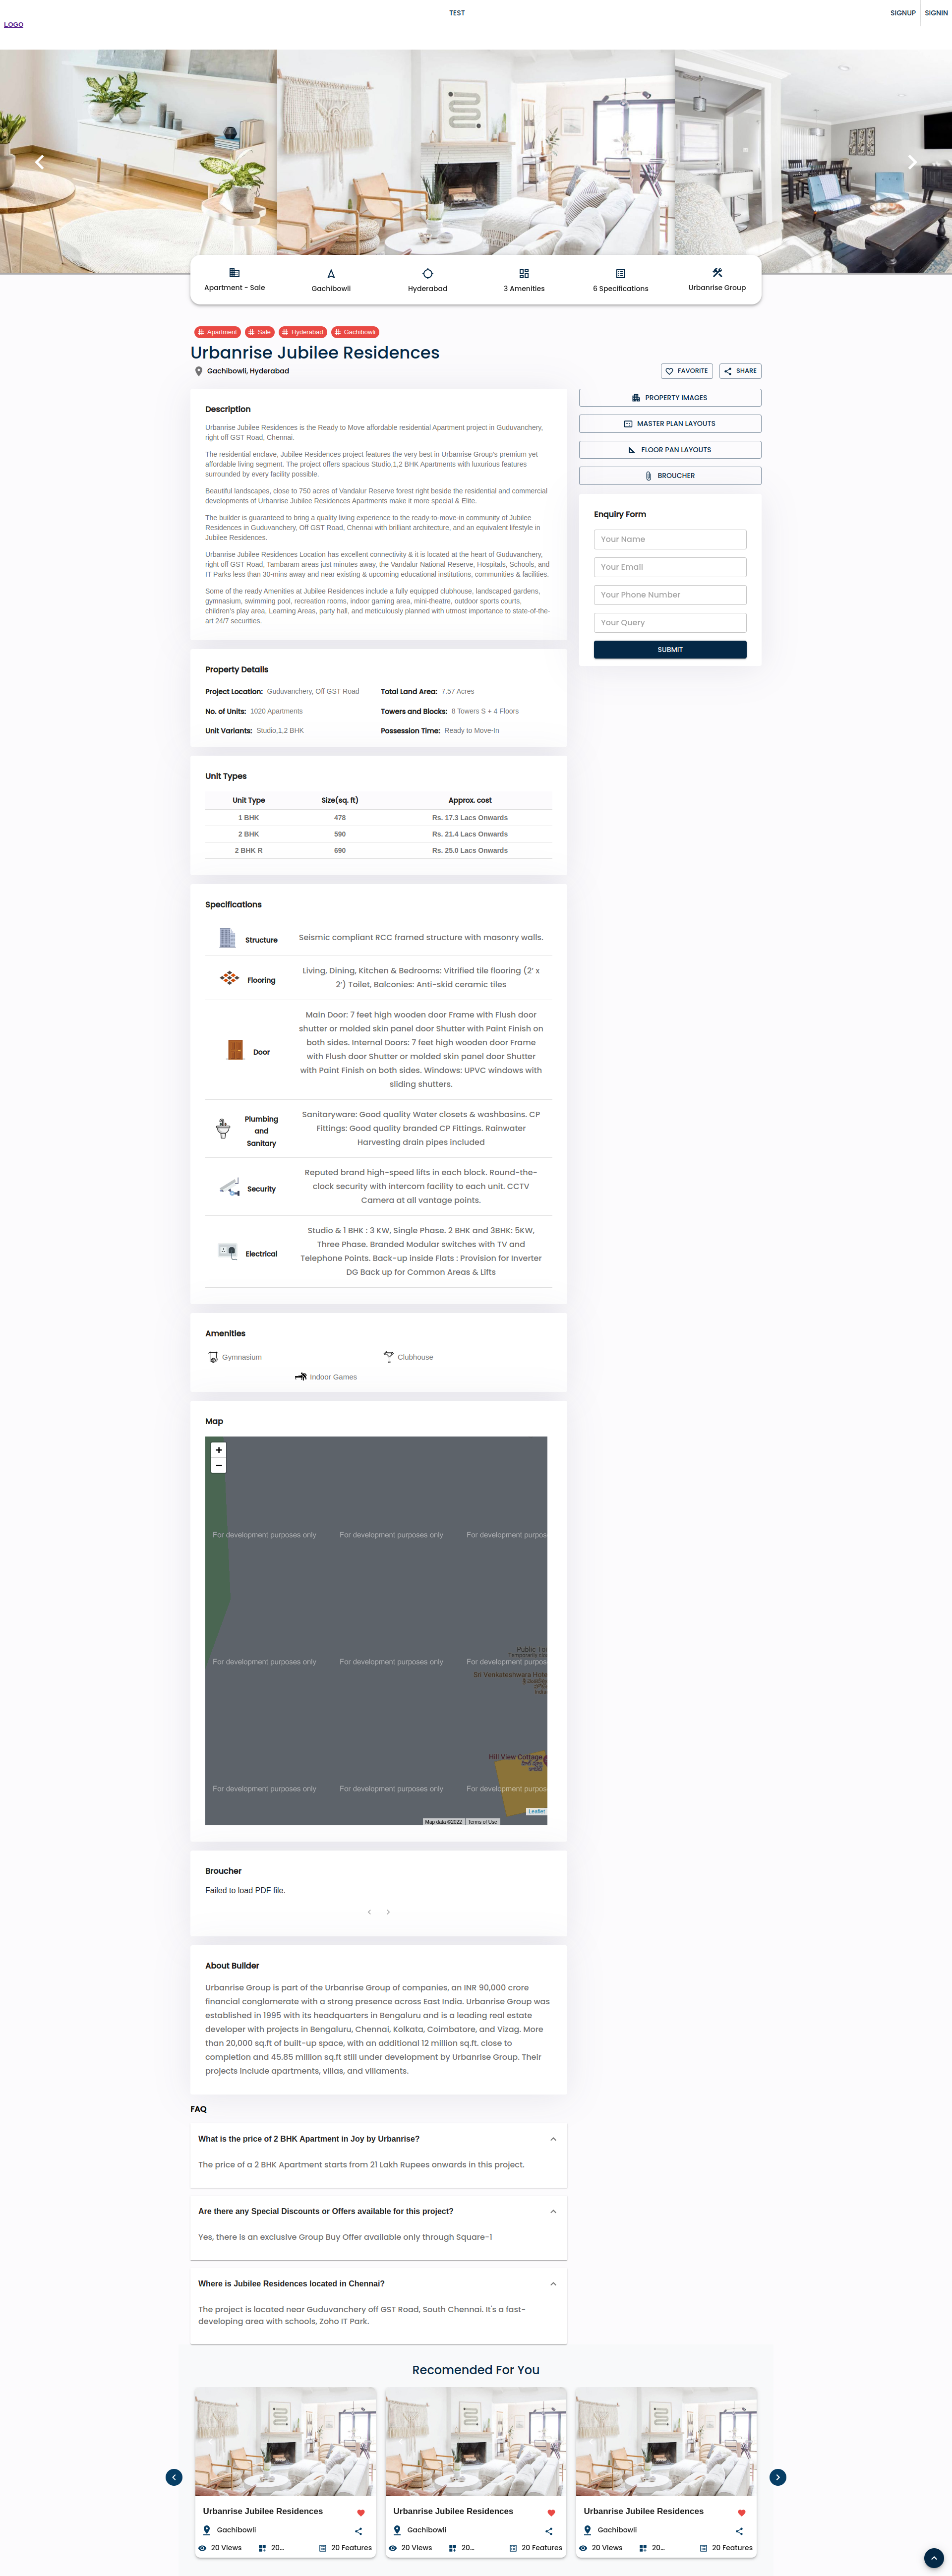 LOGO
TEST
SIGNUP
SIGNIN
Apartment - Sale
Gachibowli
Hyderabad
3 Amenities
6 Specifications
Urbanrise Group
Apartment
Sale
Hyderabad
Gachibowli
Urbanrise Jubilee Residences
Gachibowli, Hyderabad
FAVORITE
SHARE
Description
Urbanrise Jubilee Residences is the Ready to Move affordable residential Apartment project in Guduvanchery,
right off GST Road, Chennai.
The residential enclave, Jubilee Residences project features the very best in Urbanrise Group's premium yet
affordable living segment. The project offers spacious Studio,1,2 BHK Apartments with luxurious features
surrounded by every facility possible.
Beautiful landscapes, close to 750 acres of Vandalur Reserve forest right beside the residential and commercial
developments of Urbanrise Jubilee Residences Apartments make it more special & Elite.
The builder is guaranteed to bring a quality living experience to the ready-to-move-in community of Jubilee
Residences in Guduvanchery, Off GST Road, Chennai with brilliant architecture, and an equivalent lifestyle in
Jubilee Residences.
Urbanrise Jubilee Residences Location has excellent connectivity & it is located at the heart of Guduvanchery,
right off GST Road, Tambaram areas just minutes away, the Vandalur National Reserve, Hospitals, Schools, and
IT Parks less than 30-mins away and near existing & upcoming educational institutions, communities & facilities.
Some of the ready Amenities at Jubilee Residences include a fully equipped clubhouse, landscaped gardens,
gymnasium, swimming pool, recreation rooms, indoor gaming area, mini-theatre, outdoor sports courts,
children's play area, Learning Areas, party hall, and meticulously planned with utmost importance to state-of-the-
art 24/7 securities.
PROPERTY IMAGES
MASTER PLAN LAYOUTS
FLOOR PAN LAYOUTS
BROUCHER
Enquiry Form
Your Name
Your Email
Your Phone Number
Your Query
SUBMIT
Property Details
Project Location: Guduvanchery, Off GST Road
Total Land Area: 7.57 Acres
No. of Units: 1020 Apartments
Towers and Blocks: 8 Towers S + 4 Floors
Unit Variants: Studio,1,2 BHK
Possession Time: Ready to Move-In
Unit Types
Unit Type Size(sq. ft) Approx. cost
1 BHK 478 Rs. 17.3 Lacs Onwards
2 BHK 590 Rs. 21.4 Lacs Onwards
2 BHK R 690 Rs. 25.0 Lacs Onwards
Specifications
Structure
Seismic compliant RCC framed structure with masonry walls.
Flooring
Living, Dining, Kitchen & Bedrooms: Vitrified tile flooring (2' x
2') Toilet, Balconies: Anti-skid ceramic tiles
Door
Main Door: 7 feet high wooden door Frame with Flush door
shutter or molded skin panel door Shutter with Paint Finish on
both sides. Internal Doors: 7 feet high wooden door Frame
with Flush door Shutter or molded skin panel door Shutter
with Paint Finish on both sides. Windows: UPVC windows with
sliding shutters.
Plumbing
and
Sanitary
Sanitaryware: Good quality Water closets & washbasins. CP
Fittings: Good quality branded CP Fittings. Rainwater
Harvesting drain pipes included
Security
Reputed brand high-speed lifts in each block. Round-the-
clock security with intercom facility to each unit. CCTV
Camera at all vantage points.
Electrical
Studio & 1 BHK : 3 KW, Single Phase. 2 BHK and 3BHK: 5KW,
Three Phase. Branded Modular switches with TV and
Telephone Points. Back-up inside Flats : Provision for Inverter
DG Back up for Common Areas & Lifts
Amenities
Gymnasium
Clubhouse
Indoor Games
Map
+
−
For development purposes only For development purposes only For development purpos
Public To
For development purposes only For development purposes only For development purpos
Sri Venkateshwara Hote
Hill View Cottage
For development purposes only For development purposes only For development purpos
Leaflet
Map data ©2022 Terms of Use
Broucher
Failed to load PDF file.
About Builder
Urbanrise Group is part of the Urbanrise Group of companies, an INR 90,000 crore
financial conglomerate with a strong presence across East India. Urbanrise Group was
established in 1995 with its headquarters in Bengaluru and is a leading real estate
developer with projects in Bengaluru, Chennai, Kolkata, Coimbatore, and Vizag. More
than 20,000 sq.ft of built-up space, with an additional 12 million sq.ft. close to
completion and 45.85 million sq.ft still under development by Urbanrise Group. Their
projects include apartments, villas, and villaments.
FAQ
What is the price of 2 BHK Apartment in Joy by Urbanrise?
The price of a 2 BHK Apartment starts from 21 Lakh Rupees onwards in this project.
Are there any Special Discounts or Offers available for this project?
Yes, there is an exclusive Group Buy Offer available only through Square-1
Where is Jubilee Residences located in Chennai?
The project is located near Guduvanchery off GST Road, South Chennai. It's a fast-
developing area with schools, Zoho IT Park.
Recomended For You
Urbanrise Jubilee Residences
Gachibowli
20 Views 20... 20 Features
Urbanrise Jubilee Residences
Gachibowli
20 Views 20... 20 Features
Urbanrise Jubilee Residences
Gachibowli
20 Views 20... 20 Features